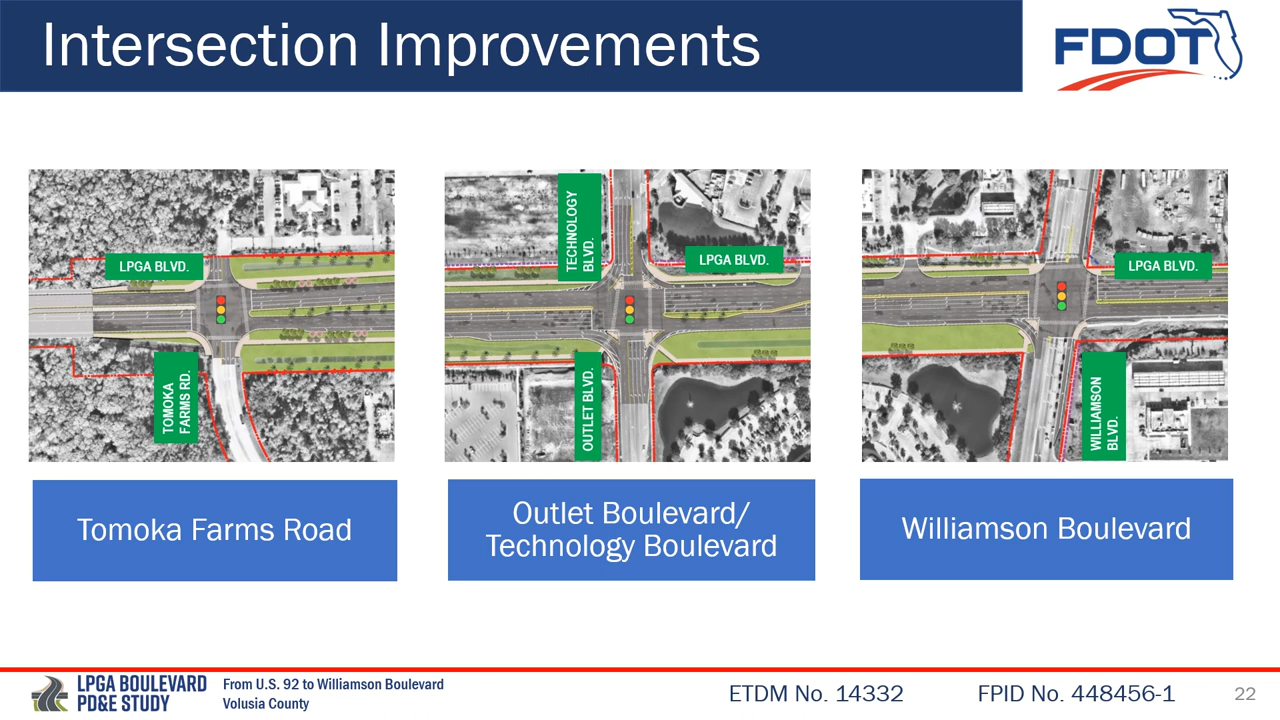 Intersection Improvements
FDOT
LPGA BLVD.
TOMOKA
FARMS RD.
TECHNOLOGY
BLVD.
LPGA BLVD.
OUTLET BLVD.
LPGA BLVD.
WILLIAMSON
BLVD.
Tomoka Farms Road
Outlet Boulevard/
Technology Boulevard
Williamson Boulevard
LPGA BOULEVARD
PD&E STUDY
From U.S. 92 to Williamson Boulevard
Volusia County
ETDM No. 14332
FPID No. 448456-1
22